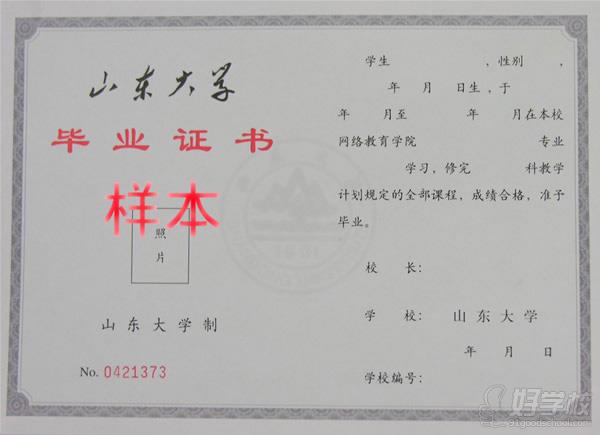 山东大学
毕业证书
样本
照
片
山东大学制
No. 0421373
学生 ，性别 ，
年 月 日生，于
年 月至 年 月在本校
网络教育学院 专业
学习，修完 科教学
计划规定的全部课程，成绩合格，准予
毕业。
校 长：
学 校： 山东大学
年 月 日
学校编号：
好学校
91goodschool.com